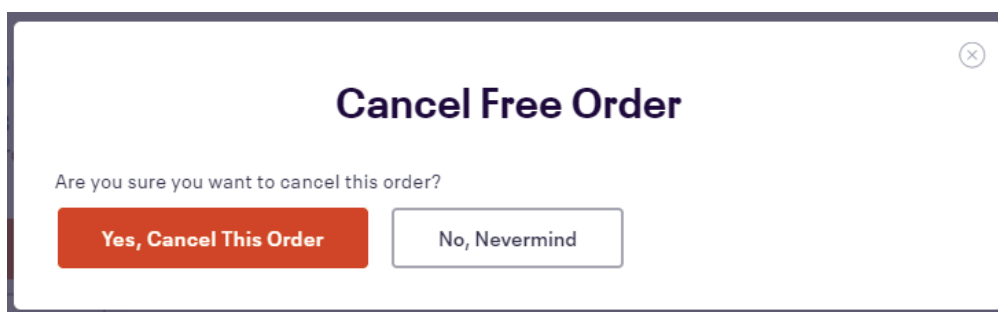 Cancel Free Order
Are you sure you want to cancel this order?
Yes, Cancel This Order
No, Nevermind